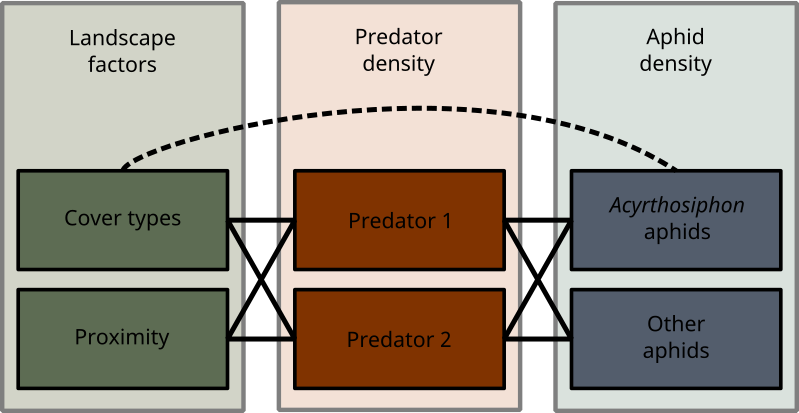 Landscape
factors
Predator
density
Aphid
density
Cover types
Predator 1
Acyrthosiphon
aphids
Proximity
Predator 2
Other
aphids